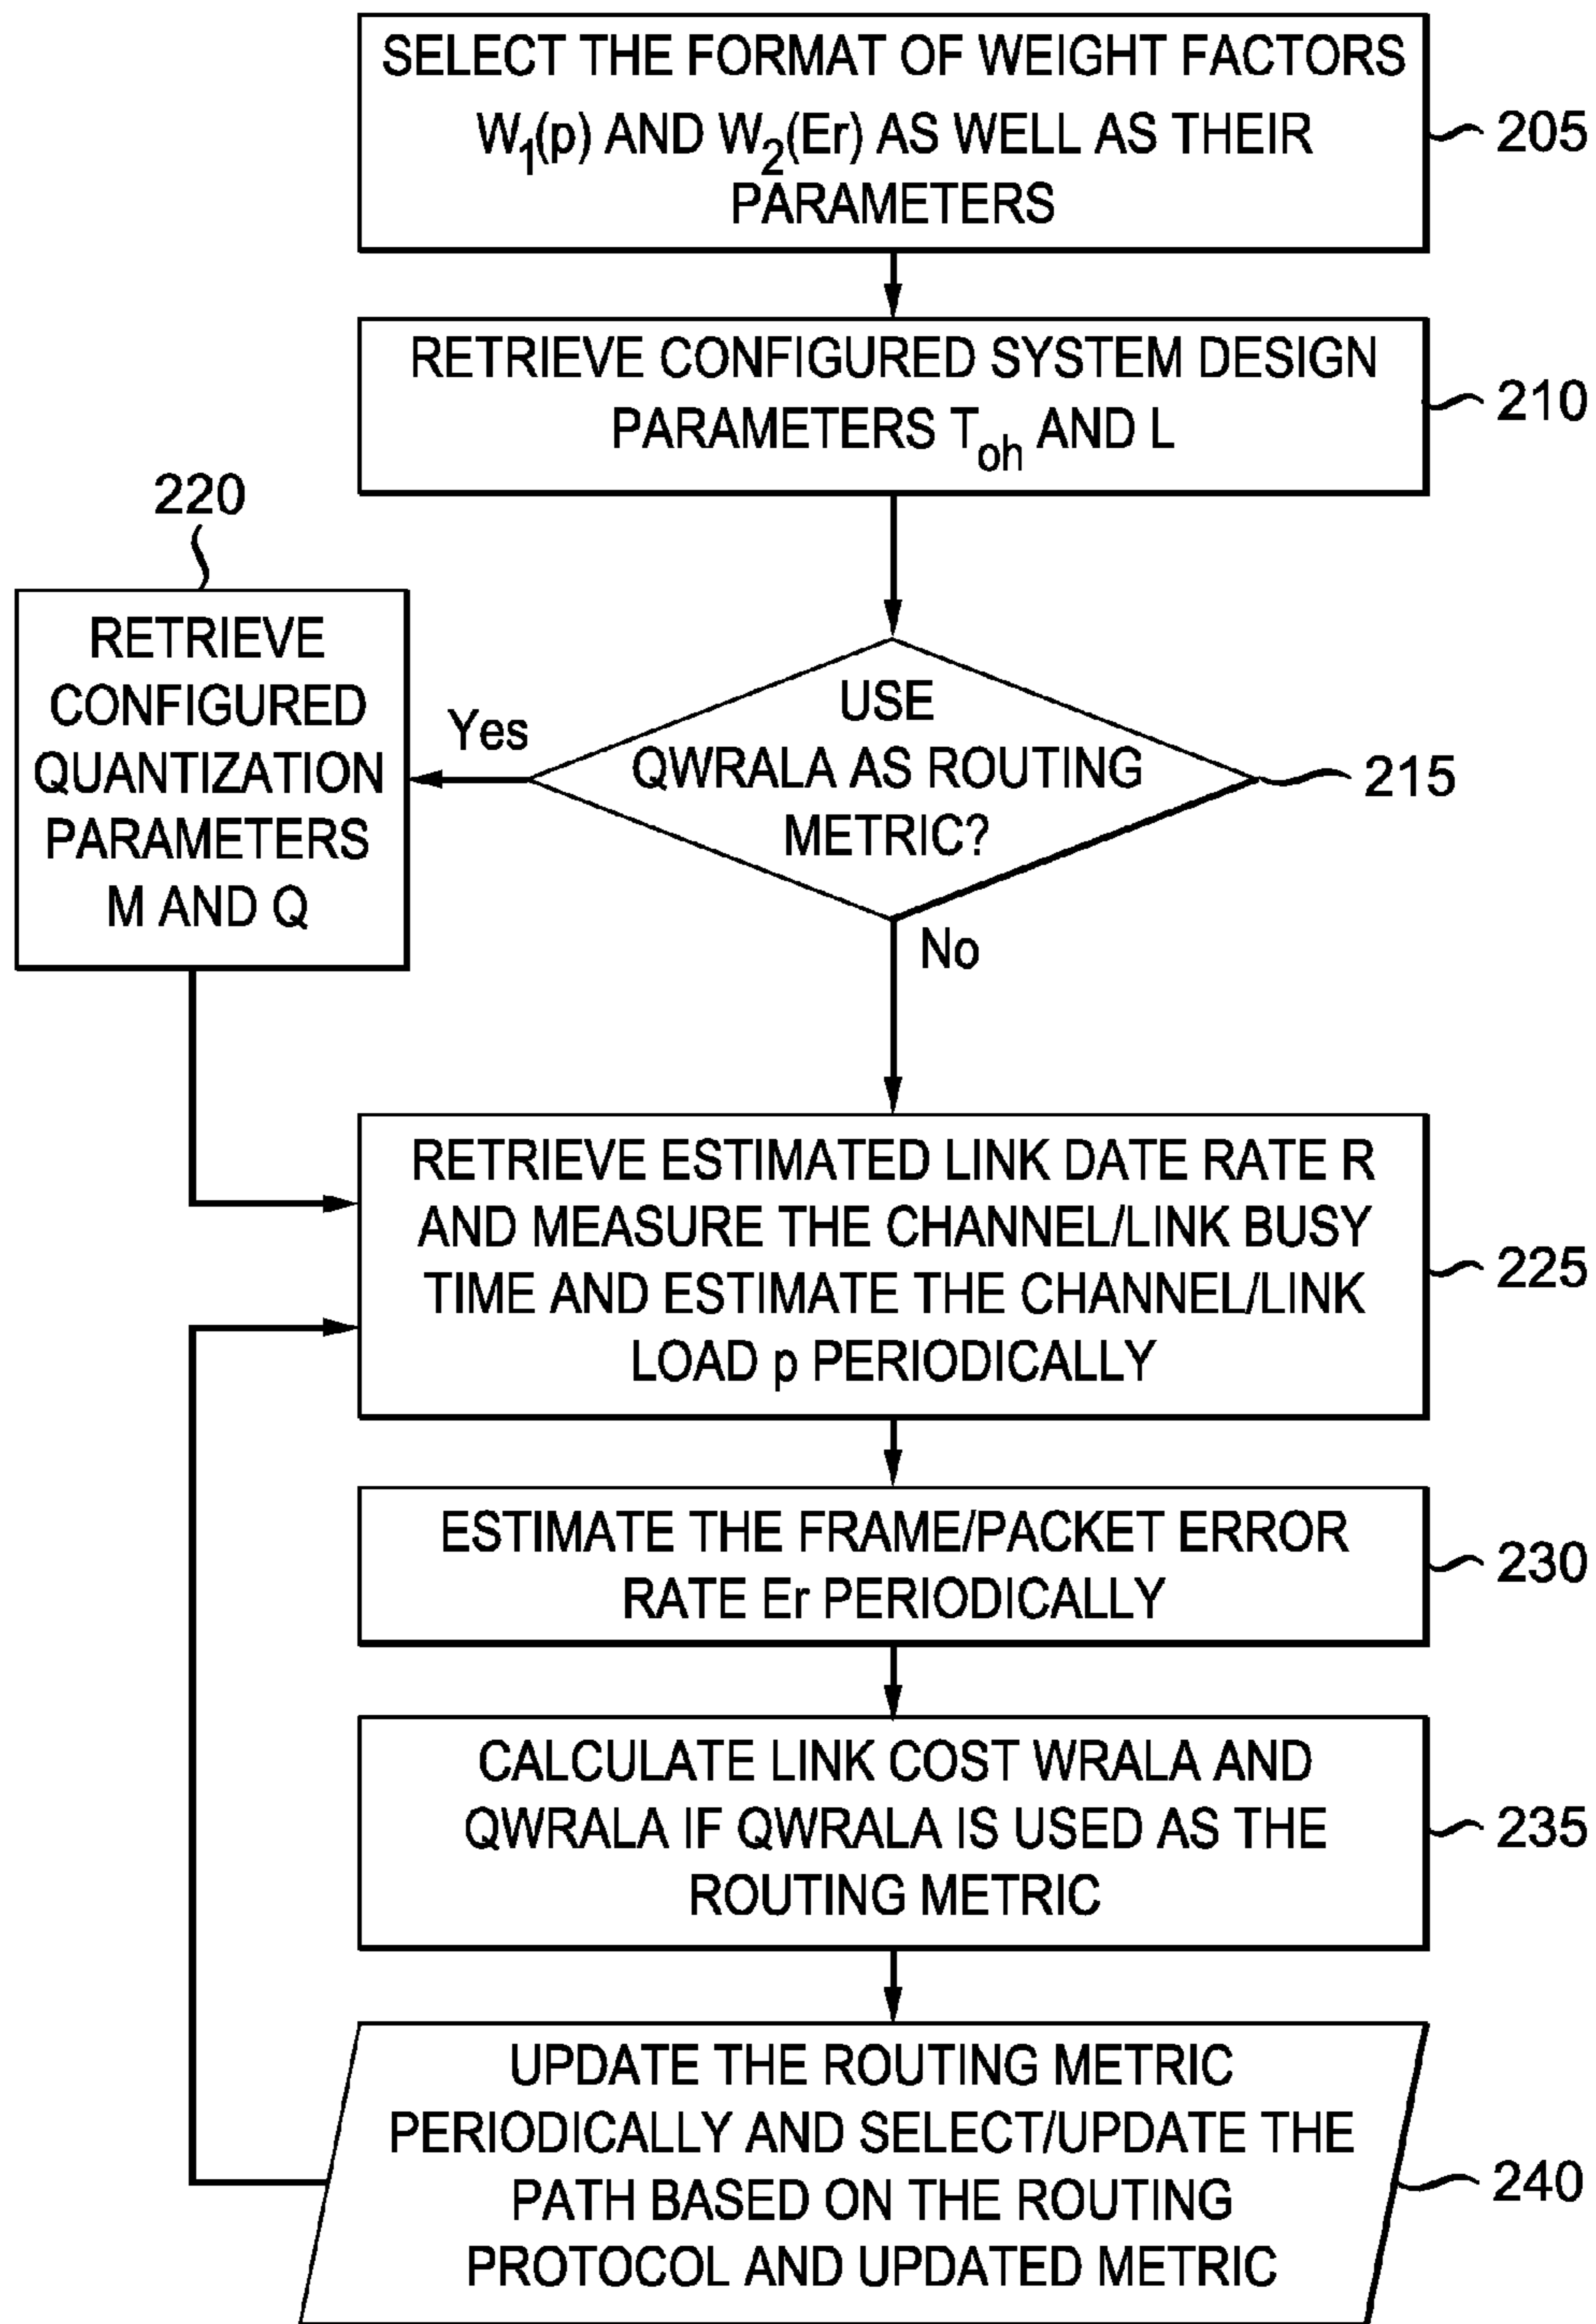 SELECT THE FORMAT OF WEIGHT FACTORS
W1(p) AND W2(Er) AS WELL AS THEIR
PARAMETERS
205
RETRIEVE CONFIGURED SYSTEM DESIGN
PARAMETERS Toh AND L
210
220
RETRIEVE
CONFIGURED
QUANTIZATION
PARAMETERS
M AND Q
Yes
USE
QWRALA AS ROUTING
METRIC?
215
No
RETRIEVE ESTIMATED LINK DATE RATE R
AND MEASURE THE CHANNEL/LINK BUSY
TIME AND ESTIMATE THE CHANNEL/LINK
LOAD p PERIODICALLY
225
ESTIMATE THE FRAME/PACKET ERROR
RATE Er PERIODICALLY
230
CALCULATE LINK COST WRALA AND
QWRALA IF QWRALA IS USED AS THE
ROUTING METRIC
235
UPDATE THE ROUTING METRIC
PERIODICALLY AND SELECT/UPDATE THE
PATH BASED ON THE ROUTING
PROTOCOL AND UPDATED METRIC
240